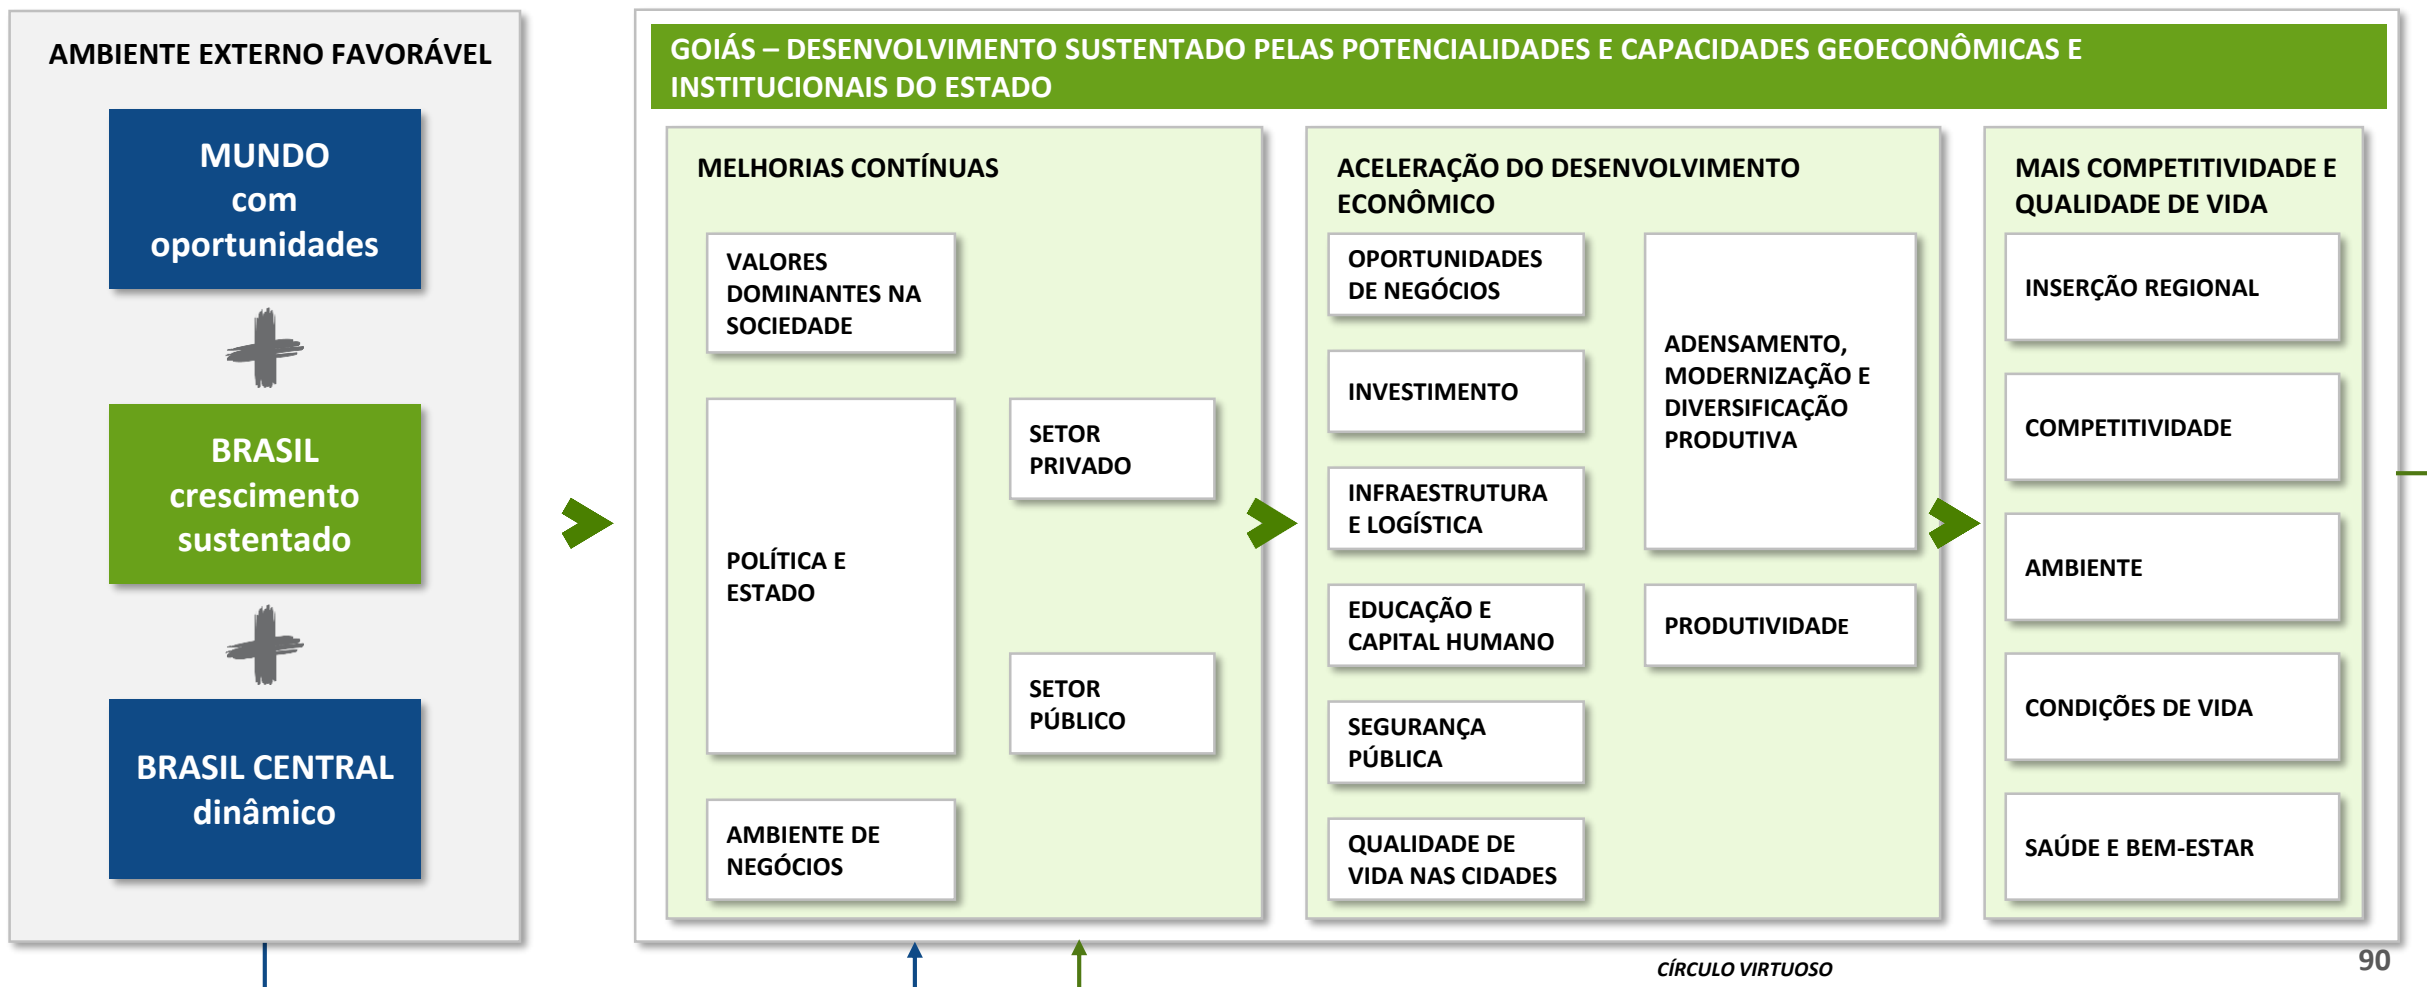 AMBIENTE EXTERNO FAVORÁVEL
MUNDO
com
oportunidades
BRASIL
crescimento
sustentado
BRASIL CENTRAL
dinâmico
GOIÁS – DESENVOLVIMENTO SUSTENTADO PELAS POTENCIALIDADES E CAPACIDADES GEOECONÔMICAS E
INSTITUCIONAIS DO ESTADO
MELHORIAS CONTÍNUAS
VALORES
DOMINANTES NA
SOCIEDADE
POLÍTICA E
ESTADO
AMBIENTE DE
NEGÓCIOS
SETOR
PRIVADO
SETOR
PÚBLICO
ACELERAÇÃO DO DESENVOLVIMENTO
ECONÔMICO
OPORTUNIDADES
DE NEGÓCIOS
INVESTIMENTO
INFRAESTRUTURA
E LOGÍSTICA
EDUCAÇÃO E
CAPITAL HUMANO
SEGURANÇA
PÚBLICA
QUALIDADE DE
VIDA NAS CIDADES
ADENSAMENTO,
MODERNIZAÇÃO E
DIVERSIFICAÇÃO
PRODUTIVA
PRODUTIVIDADE
MAIS COMPETITIVIDADE E
QUALIDADE DE VIDA
INSERÇÃO REGIONAL
COMPETITIVIDADE
AMBIENTE
CONDIÇÕES DE VIDA
SAÚDE E BEM-ESTAR
CÍRCULO VIRTUOSO
90